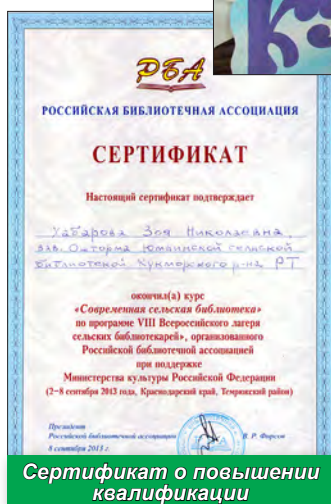 РБА
РОССИЙСКАЯ БИБЛИОТЕЧНАЯ АССОЦИАЦИЯ
СЕРТИФИКАТ
Настоящий сертификат подтверждает
Хабарова Зоя Николаевна,
зав. Ошторма Юмьинской сельской
библиотекой Кукморского р-на РТ
окончил(а) курс
«Современная сельская библиотека»
по программе VIII Всероссийского лагеря
сельских библиотекарей», организованного
Российской библиотечной ассоциацией
при поддержке
Министерства культуры Российской Федерации
(2–8 сентября 2013 года, Краснодарский край, Темрюкский район)
Президент
Российской библиотечной ассоциации
В. Р. Фирсов
8 сентября 2013 г.
Сертификат о повышении
квалификации